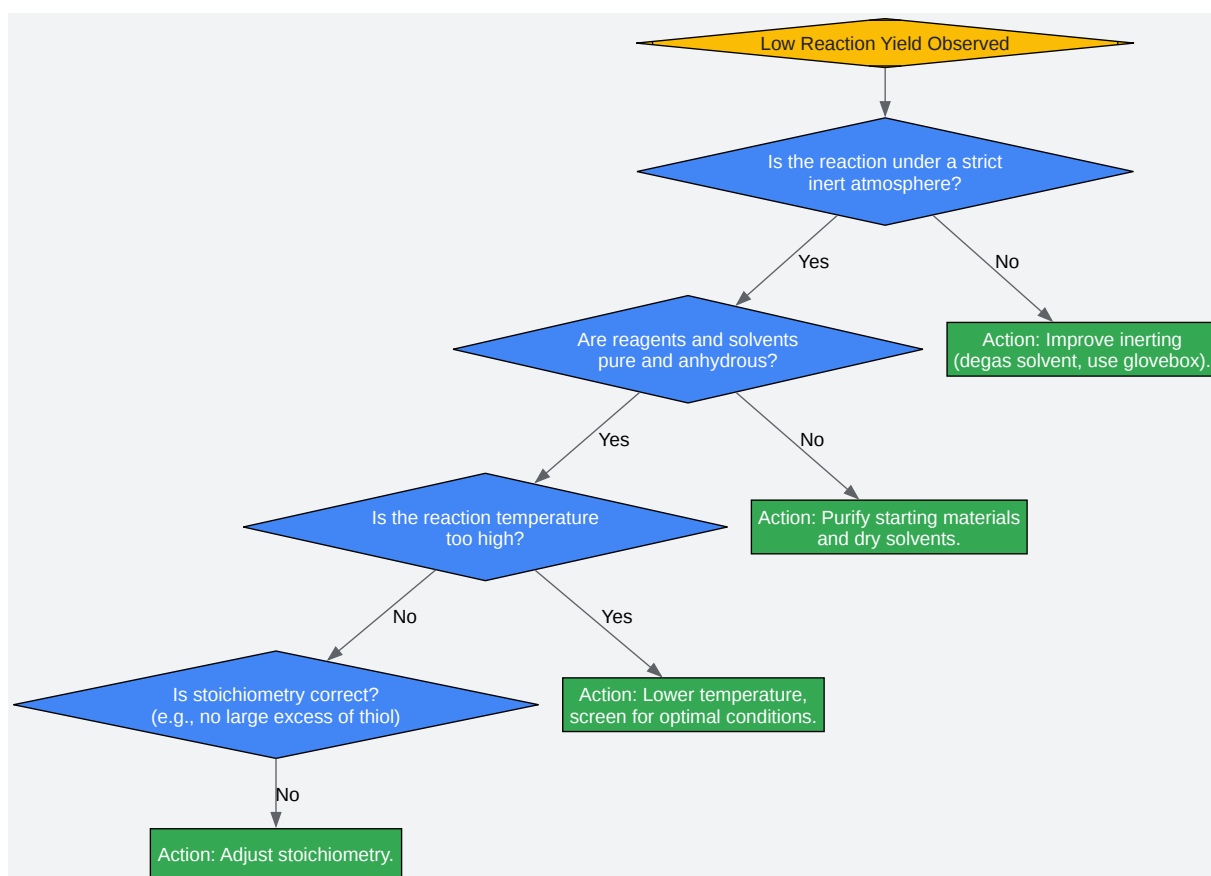 Low Reaction Yield Observed
Is the reaction under a strict
inert atmosphere?
Yes
No
Are reagents and solvents
pure and anhydrous?
Action: Improve inerting
(degas solvent, use glovebox).
Yes
No
Is the reaction temperature
too high?
Action: Purify starting materials
and dry solvents.
No
Yes
Is stoichiometry correct?
(e.g., no large excess of thiol)
Action: Lower temperature,
screen for optimal conditions.
No
Action: Adjust stoichiometry.